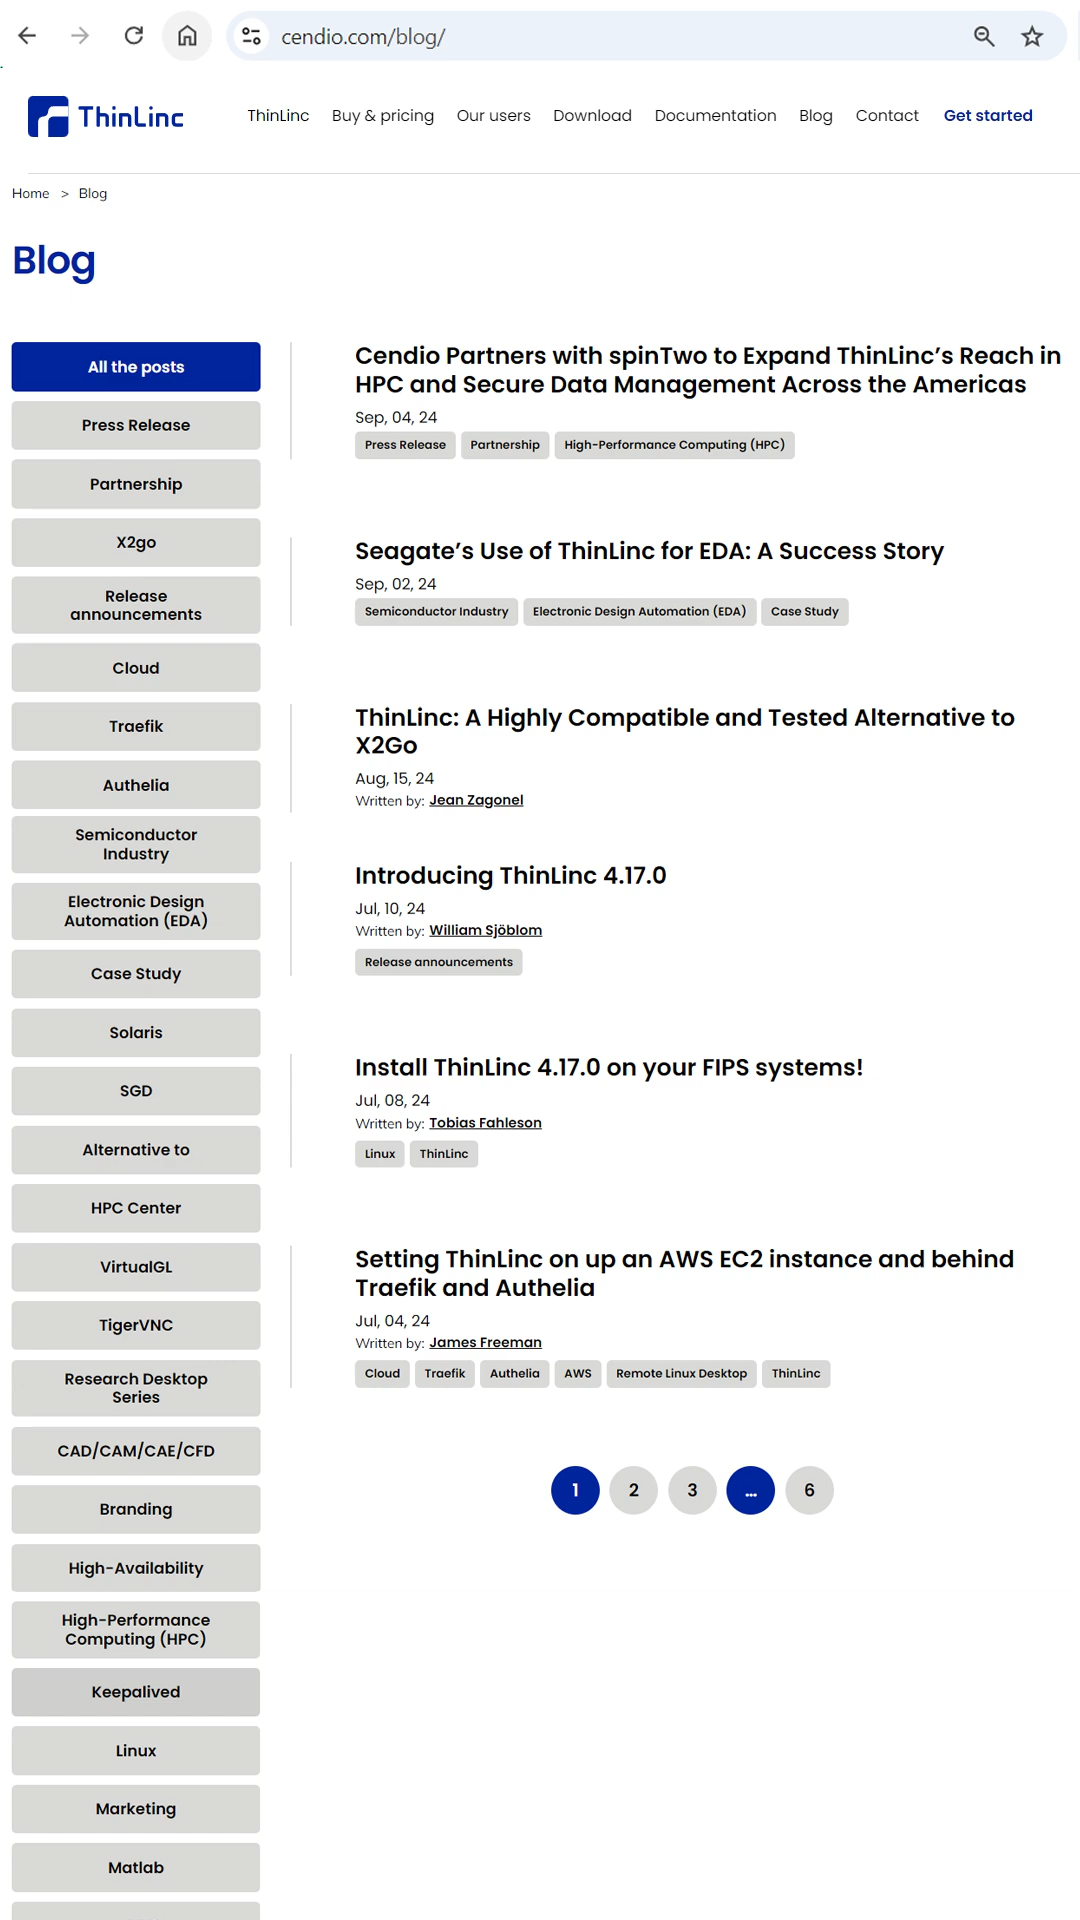 cendio.com/blog/
ThinLinc
ThinLinc Buy & pricing Our users Download Documentation Blog Contact Get started
Home > Blog
Blog
All the posts
Press Release
Partnership
X2go
Release
announcements
Cloud
Traefik
Authelia
Semiconductor
Industry
Electronic Design
Automation (EDA)
Case Study
Solaris
SGD
Alternative to
HPC Center
VirtualGL
TigerVNC
Research Desktop
Series
CAD/CAM/CAE/CFD
Branding
High-Availability
High-Performance
Computing (HPC)
Keepalived
Linux
Marketing
Matlab
Cendio Partners with spinTwo to Expand ThinLinc’s Reach in
HPC and Secure Data Management Across the Americas
Sep, 04, 24
Press Release Partnership High-Performance Computing (HPC)
Seagate’s Use of ThinLinc for EDA: A Success Story
Sep, 02, 24
Semiconductor Industry Electronic Design Automation (EDA) Case Study
ThinLinc: A Highly Compatible and Tested Alternative to
X2Go
Aug, 15, 24
Written by: Jean Zagonel
Introducing ThinLinc 4.17.0
Jul, 10, 24
Written by: William Sjöblom
Release announcements
Install ThinLinc 4.17.0 on your FIPS systems!
Jul, 08, 24
Written by: Tobias Fahleson
Linux ThinLinc
Setting ThinLinc on up an AWS EC2 instance and behind
Traefik and Authelia
Jul, 04, 24
Written by: James Freeman
Cloud Traefik Authelia AWS Remote Linux Desktop ThinLinc
1 2 3 ... 6